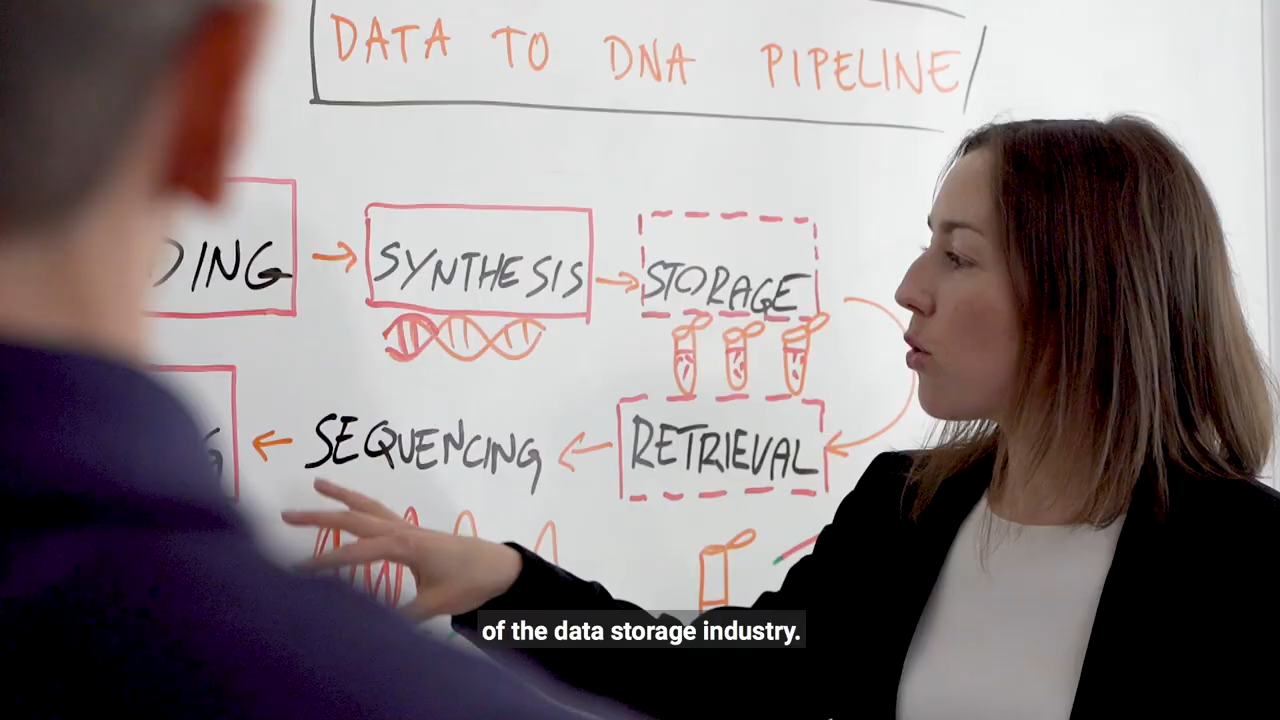 DATA TO DNA PIPELINE
DING → SYNTHESIS → STORAGE
G ← SEQUENCING ← RETRIEVAL
of the data storage industry.